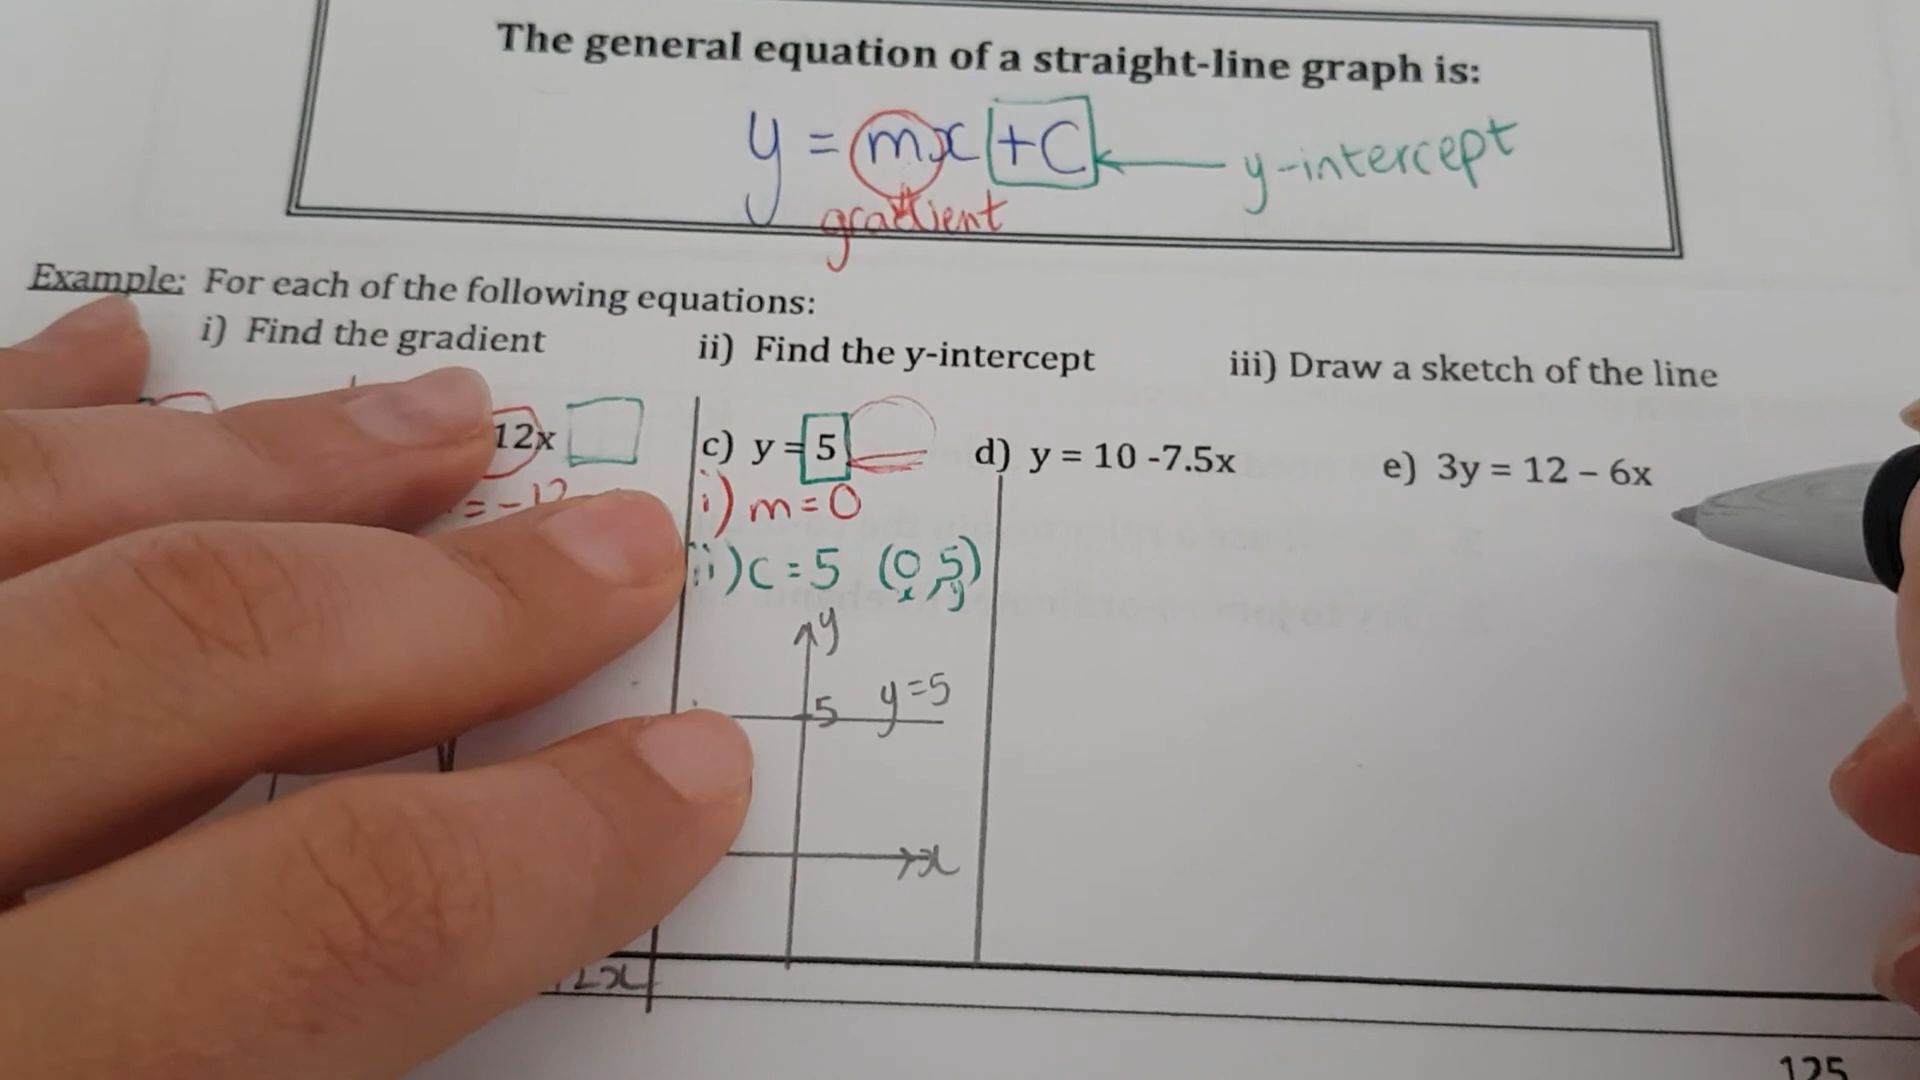 The general equation of a straight-line graph is:
y = mx + C ← y-intercept
gradient
Example: For each of the following equations:
i) Find the gradient ii) Find the y-intercept iii) Draw a sketch of the line
12x c) y = 5 d) y = 10 -7.5x e) 3y = 12 – 6x
= -12 i) m = 0
ii) c = 5 (0, 5)
x y
y
5 y = 5
x
2x
125